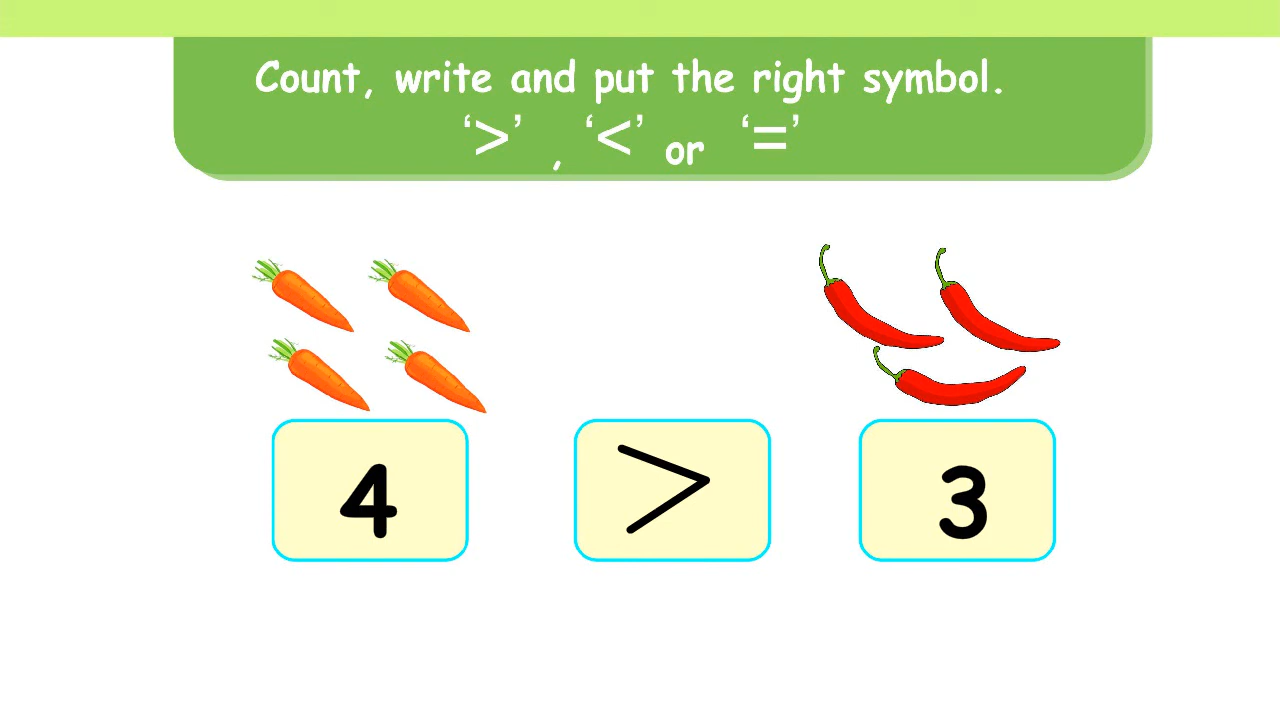 Count, write and put the right symbol.
‘>’ , ‘<’ or ‘=’
4 > 3